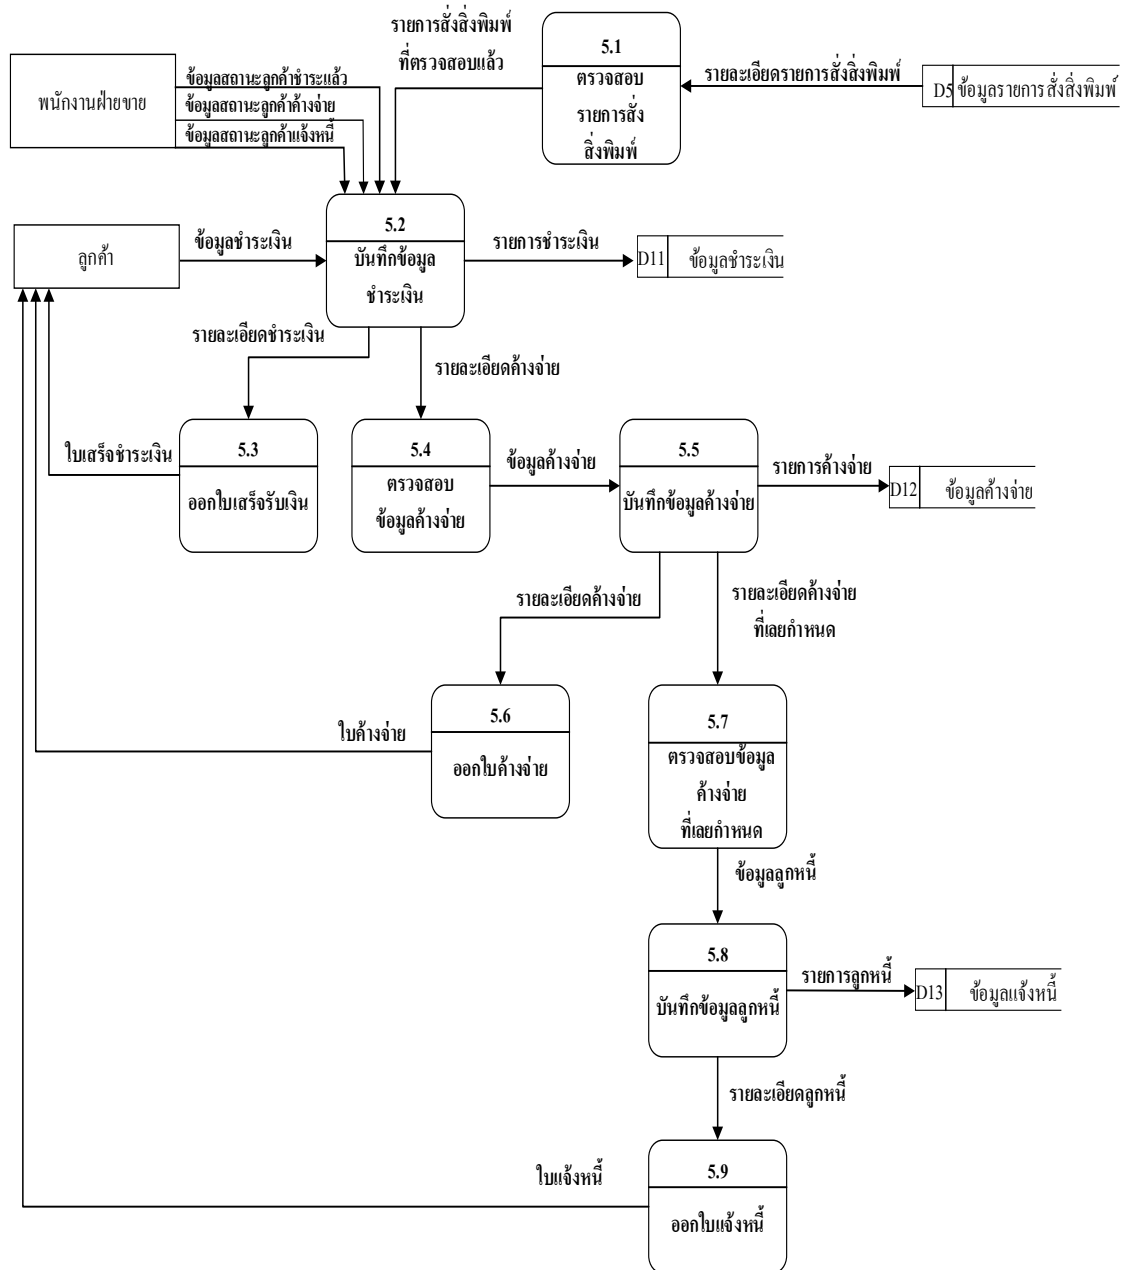 รายการสั่งสิ่งพิมพ์
ที่ตรวจสอบแล้ว
5.1
ตรวจสอบ
รายการสั่ง
สิ่งพิมพ์
รายละเอียดรายการสั่งสิ่งพิมพ์
D5 ข้อมูลรายการสั่งสิ่งพิมพ์
พนักงานฝ่ายขาย
ข้อมูลสถานะลูกค้าชำระแล้ว
ข้อมูลสถานะลูกค้าค้างจ่าย
ข้อมูลสถานะลูกค้าแจ้งหนี้
ลูกค้า
ข้อมูลชำระเงิน
5.2
บันทึกข้อมูล
ชำระเงิน
รายการชำระเงิน
D11 ข้อมูลชำระเงิน
รายละเอียดชำระเงิน
รายละเอียดค้างจ่าย
ใบเสร็จชำระเงิน
5.3
ออกใบเสร็จรับเงิน
5.4
ตรวจสอบ
ข้อมูลค้างจ่าย
ข้อมูลค้างจ่าย
5.5
บันทึกข้อมูลค้างจ่าย
รายการค้างจ่าย
D12 ข้อมูลค้างจ่าย
รายละเอียดค้างจ่าย
รายละเอียดค้างจ่าย
ที่เลยกำหนด
ใบค้างจ่าย
5.6
ออกใบค้างจ่าย
5.7
ตรวจสอบข้อมูล
ค้างจ่าย
ที่เลยกำหนด
ข้อมูลลูกหนี้
5.8
บันทึกข้อมูลลูกหนี้
รายการลูกหนี้
D13 ข้อมูลแจ้งหนี้
รายละเอียดลูกหนี้
ใบแจ้งหนี้
5.9
ออกใบแจ้งหนี้